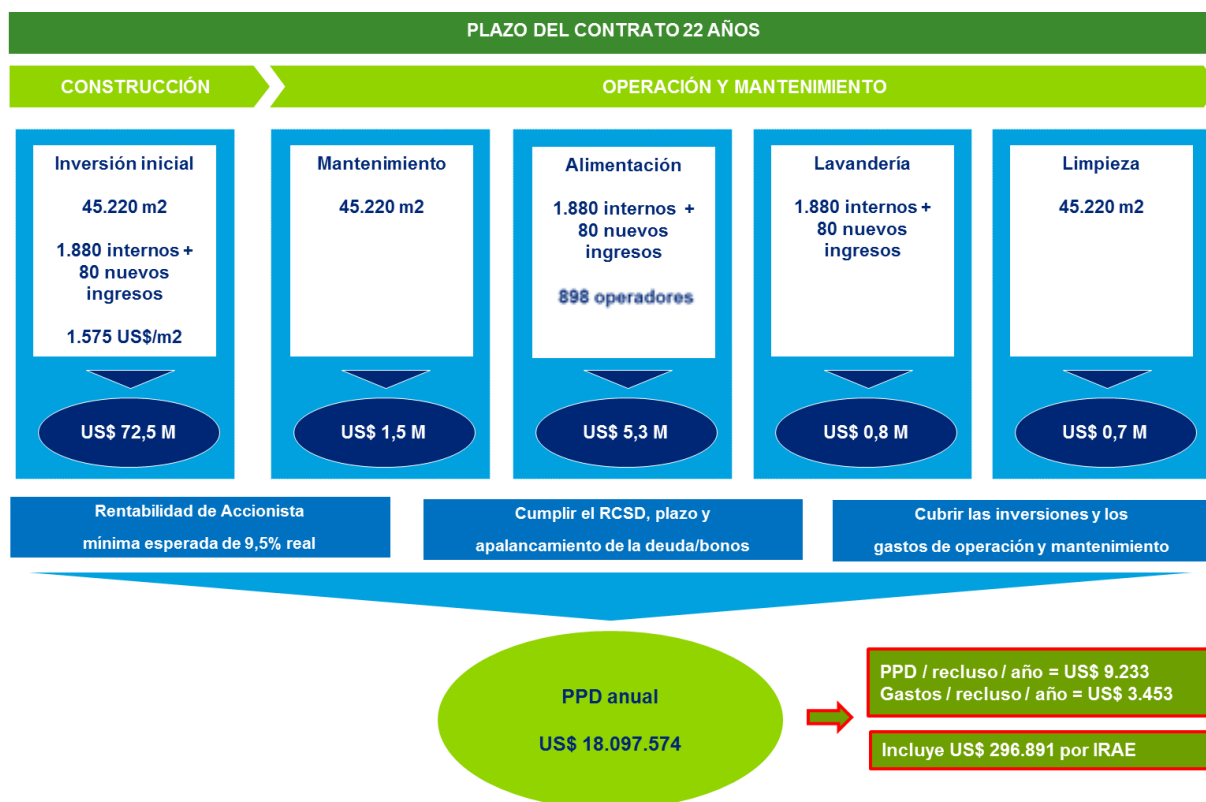 PLAZO DEL CONTRATO 22 AÑOS
CONSTRUCCIÓN
OPERACIÓN Y MANTENIMIENTO
Inversión inicial
45.220 m2
1.880 internos +
80 nuevos
ingresos
1.575 US$/m2
US$ 72,5 M
Mantenimiento
45.220 m2
US$ 1,5 M
Alimentación
1.880 internos +
80 nuevos
ingresos
898 operadores
US$ 5,3 M
Lavandería
1.880 internos +
80 nuevos
ingresos
US$ 0,8 M
Limpieza
45.220 m2
US$ 0,7 M
Rentabilidad de Accionista
mínima esperada de 9,5% real
Cumplir el RCSD, plazo y
apalancamiento de la deuda/bonos
Cubrir las inversiones y los
gastos de operación y mantenimiento
PPD anual
US$ 18.097.574
PPD / recluso / año = US$ 9.233
Gastos / recluso / año = US$ 3.453
Incluye US$ 296.891 por IRAE